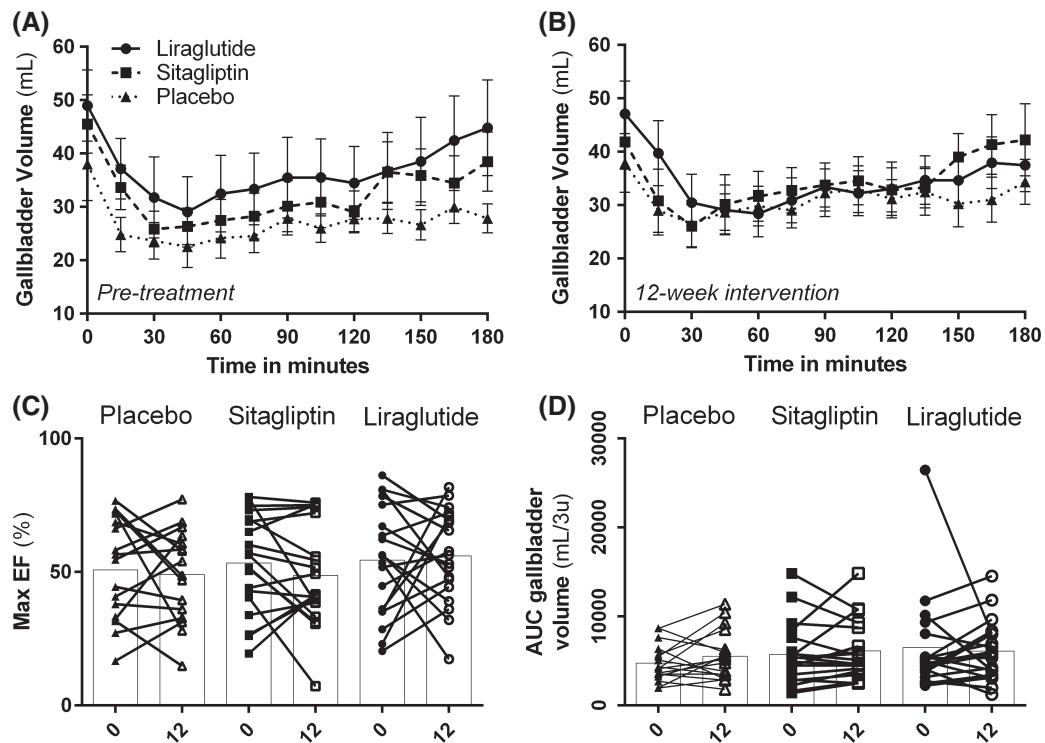 (A)
60
50
40
30
20
10
Gallbladder Volume (mL)
Liraglutide
Sitagliptin
Placebo
Pre-treatment
0 30 60 90 120 150 180
Time in minutes
(B)
60
50
40
30
20
10
Gallbladder Volume (mL)
12-week intervention
0 30 60 90 120 150 180
Time in minutes
(C)
Placebo Sitagliptin Liraglutide
100
50
0
Max EF (%)
0 12 0 12 0 12
(D)
Placebo Sitagliptin Liraglutide
30000
20000
10000
0
AUC gallbladder
volume (mL/3u)
0 12 0 12 0 12